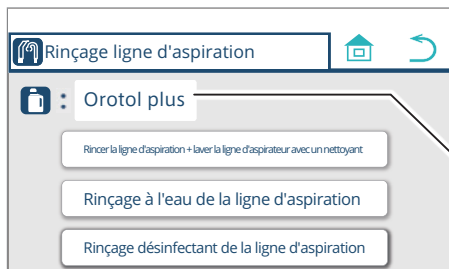 Rinçage ligne d'aspiration
: Orotol plus
Rincer la ligne d'aspiration + laver la ligne d'aspirateur avec un nettoyant
Rinçage à l'eau de la ligne d'aspiration
Rinçage désinfectant de la ligne d'aspiration